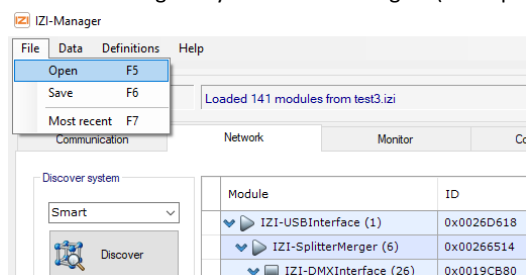 IZI IZI-Manager
File Data Definitions Help
Open F5
Save F6
Loaded 141 modules from test3.izi
Most recent F7
Communication Network Monitor
Discover system
Module ID
Smart
IZI-USBInterface (1) 0x0026D618
Discover
IZI-SplitterMerger (6) 0x00266514
IZI-DMXInterface (26) 0x0019CB80